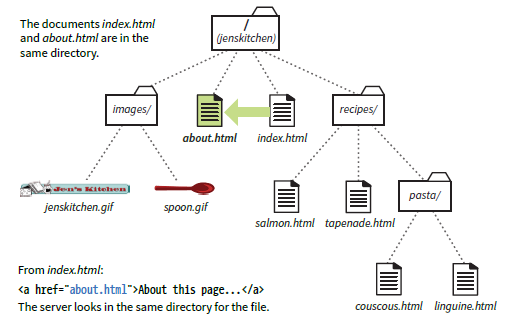 The documents index.html
and about.html are in the
same directory.
/
(jenskitchen)
images/
about.html
index.html
recipes/
Jen's Kitchen
jenskitchen.gif
spoon.gif
salmon.html
tapenade.html
pasta/
couscous.html
linguine.html
From index.html:
<a href="about.html">About this page...</a>
The server looks in the same directory for the file.